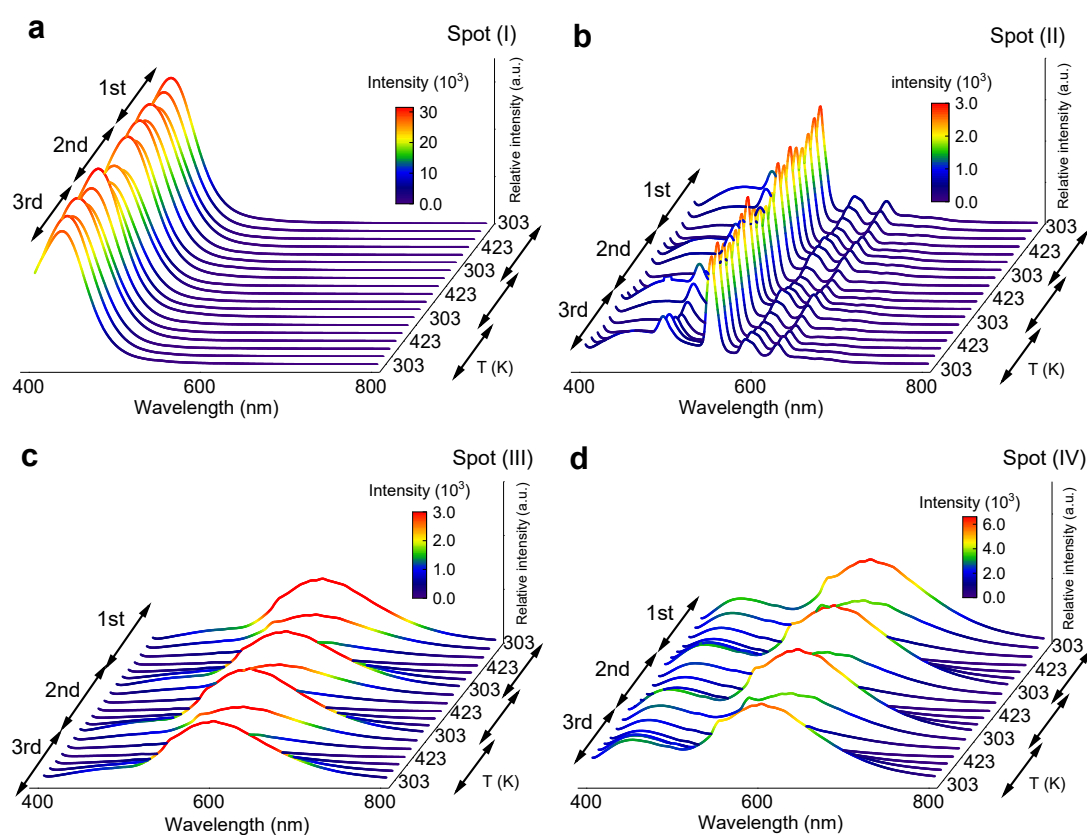 a
Spot (I)
Intensity (10³)
30
20
10
0.0
Relative intensity (a.u.)
1st
2nd
3rd
303
423
303
423
303
423
303
T (K)
400
600
800
Wavelength (nm)
b
Spot (II)
intensity (10³)
3.0
2.0
1.0
0.0
Relative intensity (a.u.)
1st
2nd
3rd
303
423
303
423
303
423
303
T (K)
400
600
800
Wavelength (nm)
c
Spot (III)
Intensity (10³)
3.0
2.0
1.0
0.0
Relative intensity (a.u.)
1st
2nd
3rd
303
423
303
423
303
423
303
T (K)
400
600
800
Wavelength (nm)
d
Spot (IV)
Intensity (10³)
6.0
4.0
2.0
0.0
Relative intensity (a.u.)
1st
2nd
3rd
303
423
303
423
303
423
303
T (K)
400
600
800
Wavelength (nm)